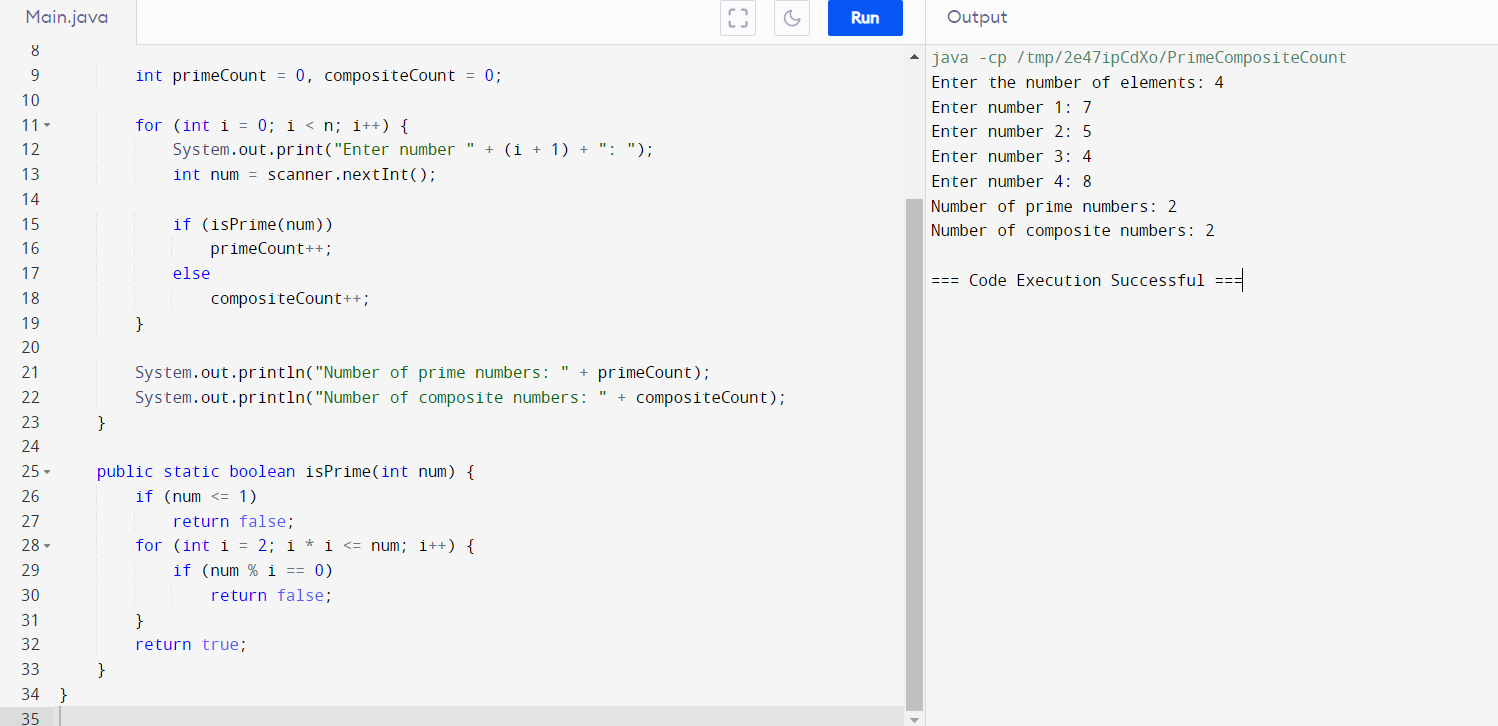 Main.java
Run
Output
8
9 int primeCount = 0, compositeCount = 0;
10
11 for (int i = 0; i < n; i++) {
12 System.out.print("Enter number " + (i + 1) + ": ");
13 int num = scanner.nextInt();
14
15 if (isPrime(num))
16 primeCount++;
17 else
18 compositeCount++;
19 }
20
21 System.out.println("Number of prime numbers: " + primeCount);
22 System.out.println("Number of composite numbers: " + compositeCount);
23 }
24
25 public static boolean isPrime(int num) {
26 if (num <= 1)
27 return false;
28 for (int i = 2; i * i <= num; i++) {
29 if (num % i == 0)
30 return false;
31 }
32 return true;
33 }
34 }
35
java -cp /tmp/2e47ipCdXo/PrimeCompositeCount
Enter the number of elements: 4
Enter number 1: 7
Enter number 2: 5
Enter number 3: 4
Enter number 4: 8
Number of prime numbers: 2
Number of composite numbers: 2
=== Code Execution Successful ===